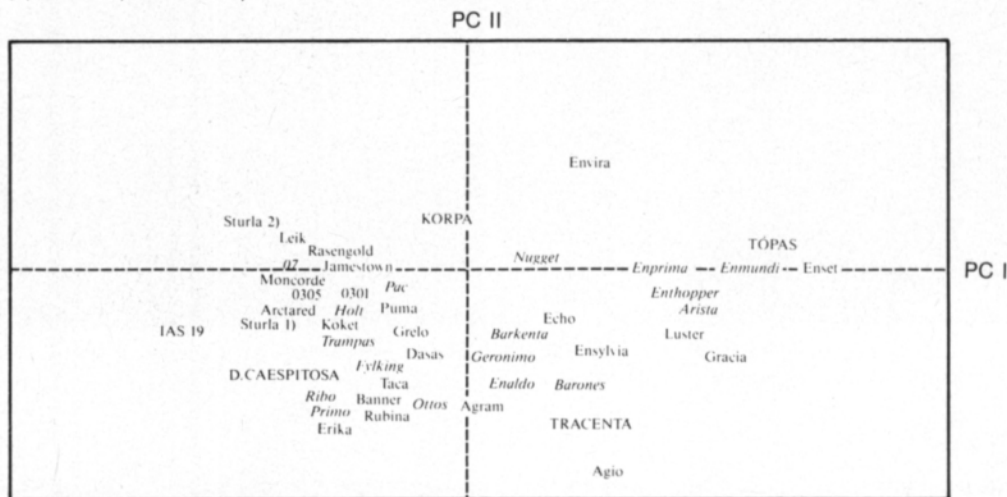 PC II
Envira
KORPA
Sturla 2)
Leik
TÓPAS
Rasengold
Nugget
07 Jamestown Enprima Enmundi Enset PC I
Moncorde Pac
0305 0301 Enthopper
Arctared Holt Puma Arista
Echo
IAS 19 Sturla 1) Koket Grelo Barkenta Luster
Trampas
Dasas Geronimo Ensylvia Gracia
Fylking
D.CAESPITOSA Taca Enaldo Barones
Ribo Banner Ottos Agram
Primo Rubina
Erika TRACENTA
Agio